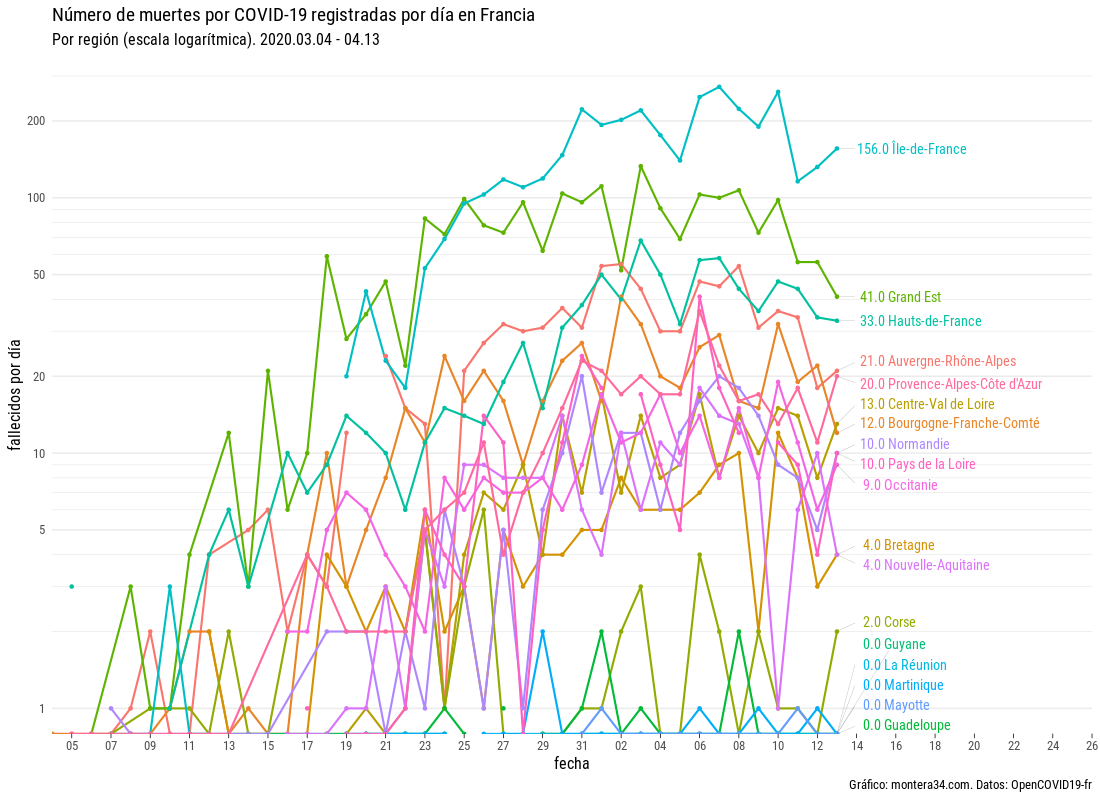 Número de muertes por COVID-19 registradas por día en Francia
Por región (escala logarítmica). 2020.03.04 - 04.13
fallecidos por día
200
100
50
20
10
5
1
156.0 Île-de-France
41.0 Grand Est
33.0 Hauts-de-France
21.0 Auvergne-Rhône-Alpes
20.0 Provence-Alpes-Côte d'Azur
13.0 Centre-Val de Loire
12.0 Bourgogne-Franche-Comté
10.0 Normandie
10.0 Pays de la Loire
9.0 Occitanie
4.0 Bretagne
4.0 Nouvelle-Aquitaine
2.0 Corse
0.0 Guyane
0.0 La Réunion
0.0 Martinique
0.0 Mayotte
0.0 Guadeloupe
05 07 09 11 13 15 17 19 21 23 25 27 29 31 02 04 06 08 10 12 14 16 18 20 22 24 26
fecha
Gráfico: montera34.com. Datos: OpenCOVID19-fr